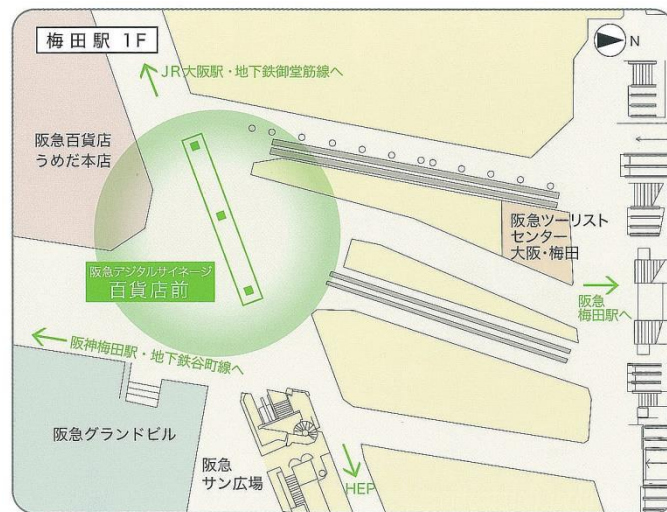 梅田駅 1F
N
JR大阪駅・地下鉄御堂筋線へ
阪急百貨店
うめだ本店
阪急ツーリスト
センター
大阪・梅田
阪急デジタルサイネージ
百貨店前
阪急
梅田駅へ
阪神梅田駅・地下鉄谷町線へ
阪急グランドビル
阪急
サン広場
HEP